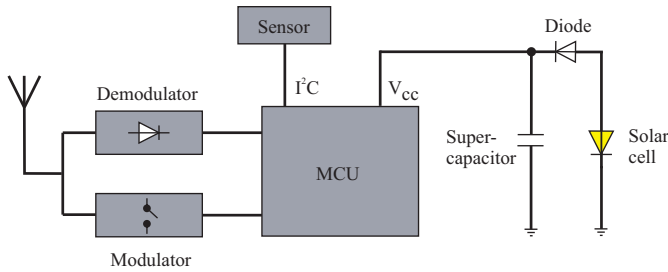 Sensor
Diode
Demodulator
I²C
V_CC
Super-
capacitor
Solar
cell
MCU
Modulator